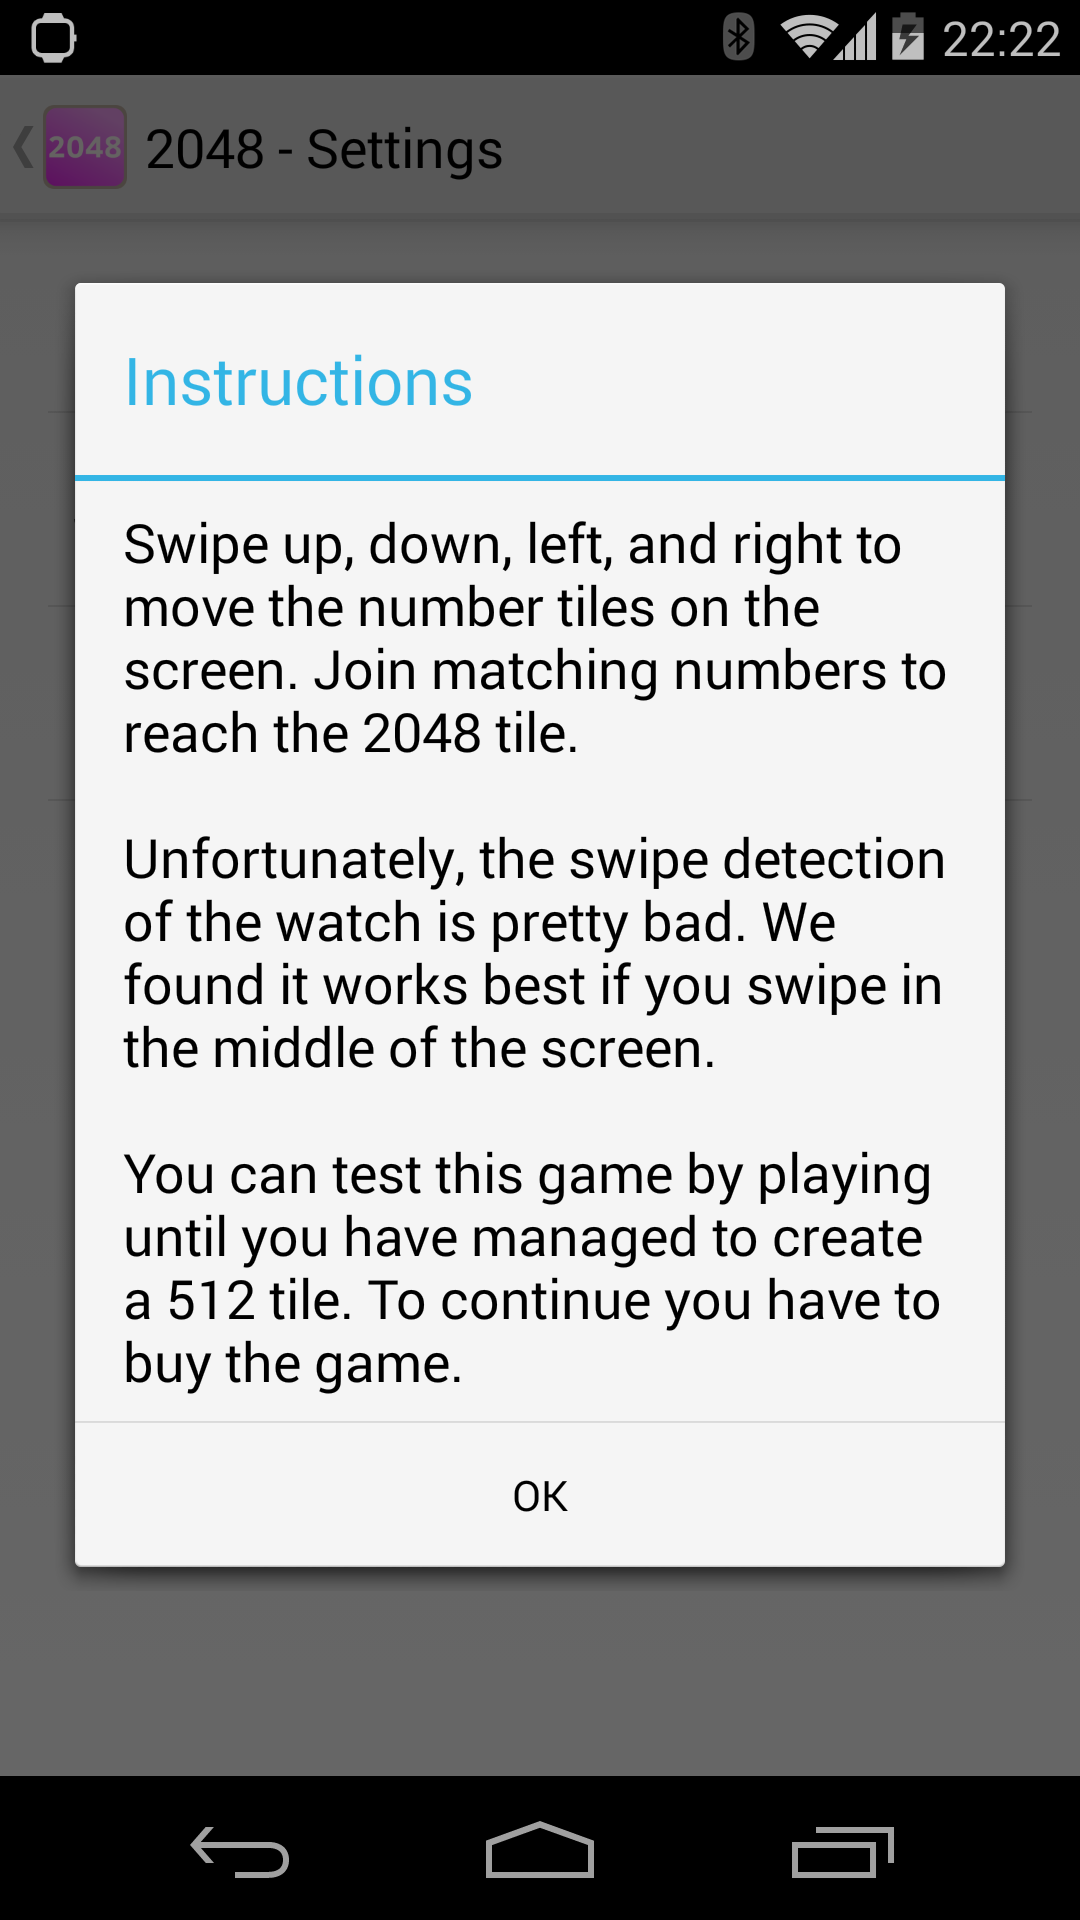 22:22
2048
2048 - Settings
Instructions
Swipe up, down, left, and right to
move the number tiles on the
screen. Join matching numbers to
reach the 2048 tile.
Unfortunately, the swipe detection
of the watch is pretty bad. We
found it works best if you swipe in
the middle of the screen.
You can test this game by playing
until you have managed to create
a 512 tile. To continue you have to
buy the game.
OK